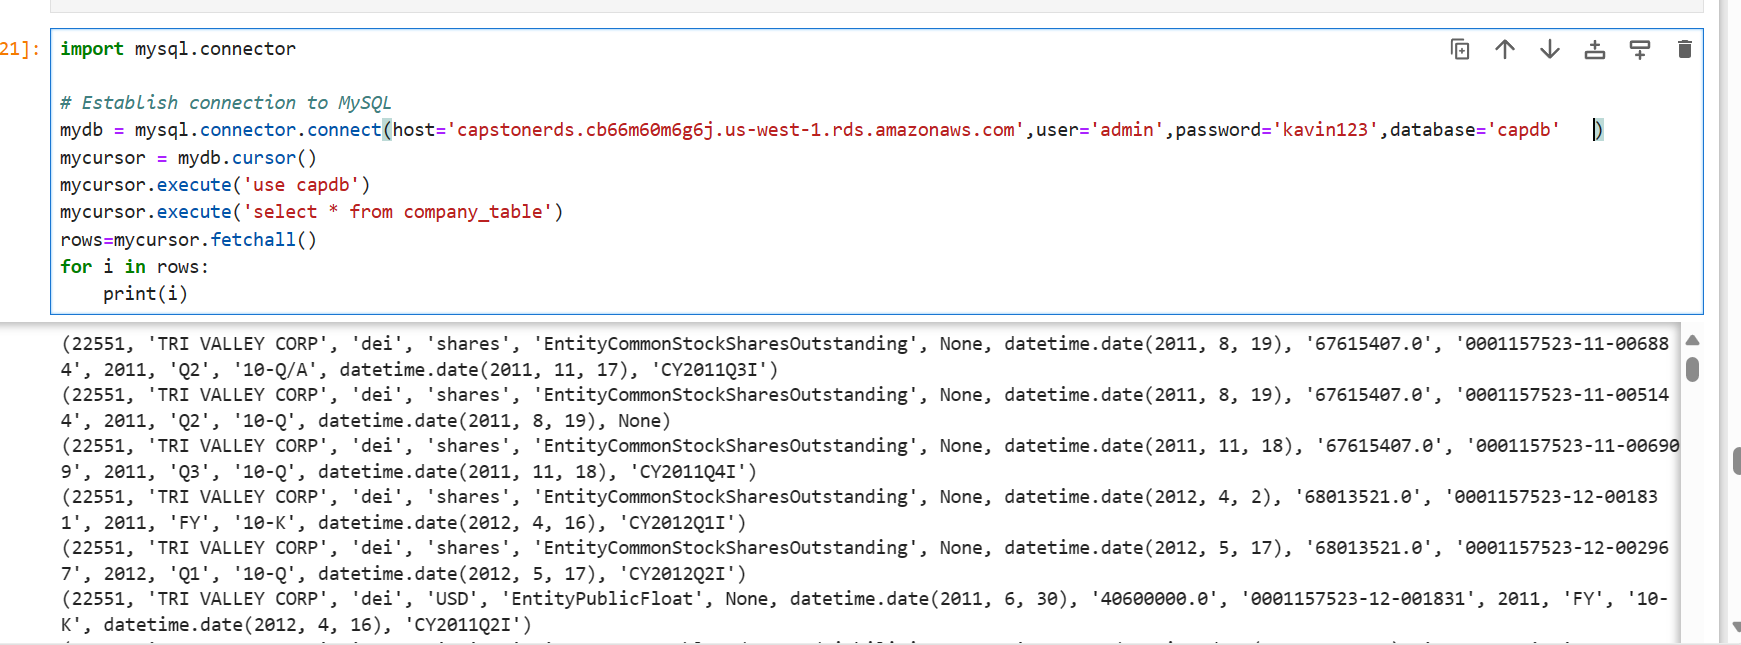 21]:
import mysql.connector
# Establish connection to MySQL
mydb = mysql.connector.connect(host='capstonerds.cb66m60m6g6j.us-west-1.rds.amazonaws.com',user='admin',password='kavin123',database='capdb'   )
mycursor = mydb.cursor()
mycursor.execute('use capdb')
mycursor.execute('select * from company_table')
rows=mycursor.fetchall()
for i in rows:
    print(i)
(22551, 'TRI VALLEY CORP', 'dei', 'shares', 'EntityCommonStockSharesOutstanding', None, datetime.date(2011, 8, 19), '67615407.0', '0001157523-11-00688
4', 2011, 'Q2', '10-Q/A', datetime.date(2011, 11, 17), 'CY2011Q3I')
(22551, 'TRI VALLEY CORP', 'dei', 'shares', 'EntityCommonStockSharesOutstanding', None, datetime.date(2011, 8, 19), '67615407.0', '0001157523-11-00514
4', 2011, 'Q2', '10-Q', datetime.date(2011, 8, 19), None)
(22551, 'TRI VALLEY CORP', 'dei', 'shares', 'EntityCommonStockSharesOutstanding', None, datetime.date(2011, 11, 18), '67615407.0', '0001157523-11-00690
9', 2011, 'Q3', '10-Q', datetime.date(2011, 11, 18), 'CY2011Q4I')
(22551, 'TRI VALLEY CORP', 'dei', 'shares', 'EntityCommonStockSharesOutstanding', None, datetime.date(2012, 4, 2), '68013521.0', '0001157523-12-00183
1', 2011, 'FY', '10-K', datetime.date(2012, 4, 16), 'CY2012Q1I')
(22551, 'TRI VALLEY CORP', 'dei', 'shares', 'EntityCommonStockSharesOutstanding', None, datetime.date(2012, 5, 17), '68013521.0', '0001157523-12-00296
7', 2012, 'Q1', '10-Q', datetime.date(2012, 5, 17), 'CY2012Q2I')
(22551, 'TRI VALLEY CORP', 'dei', 'USD', 'EntityPublicFloat', None, datetime.date(2011, 6, 30), '40600000.0', '0001157523-12-001831', 2011, 'FY', '10-
K', datetime.date(2012, 4, 16), 'CY2011Q2I')